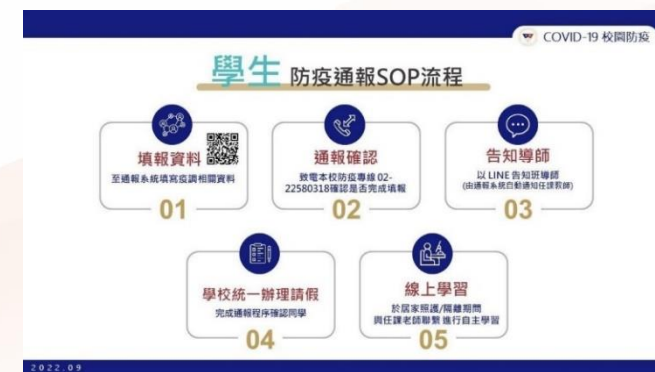 COVID-19 校園防疫
學生 防疫通報SOP流程
填報資料
至通報系統填寫疫調相關資料
01
通報確認
致電本校防疫專線 02-
22580318確認是否完成填報
02
告知導師
以 LINE 告知班導師
(由通報系統自動通知任課教師)
03
學校統一辦理請假
完成通報程序確認同學
04
線上學習
於居家照護/隔離期間
與任課老師聯繫進行自主學習
05
2022.09